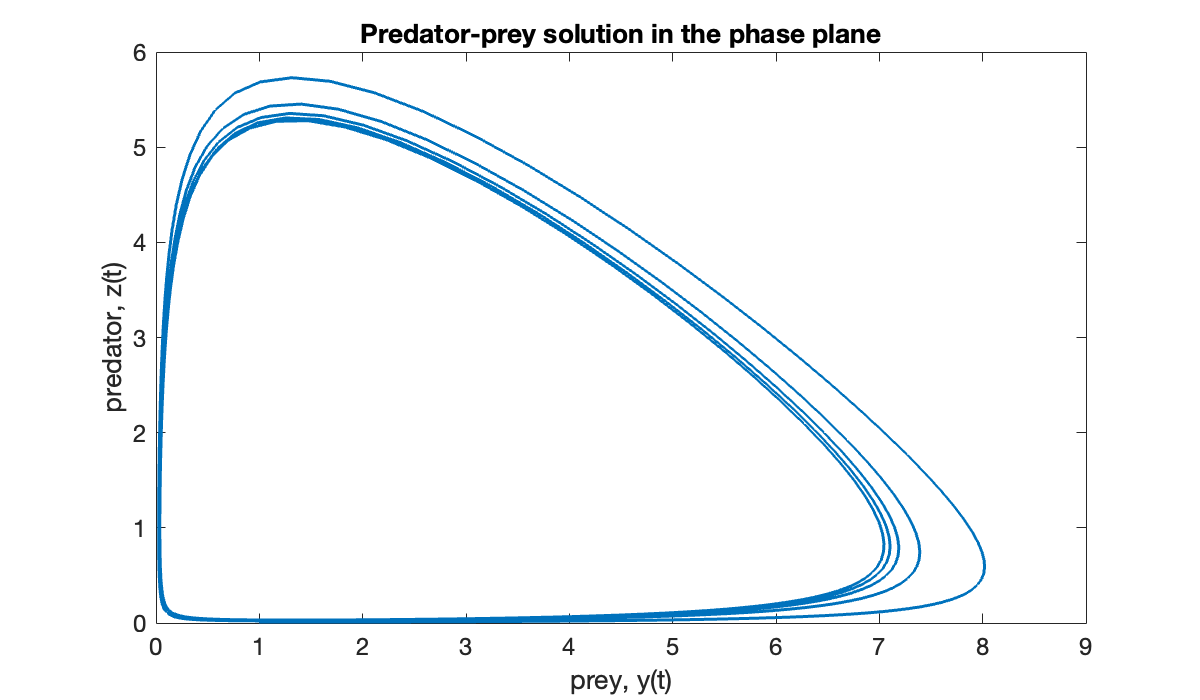 Predator-prey solution in the phase plane
6
5
4
3
2
1
0
predator, z(t)
0 1 2 3 4 5 6 7 8 9
prey, y(t)